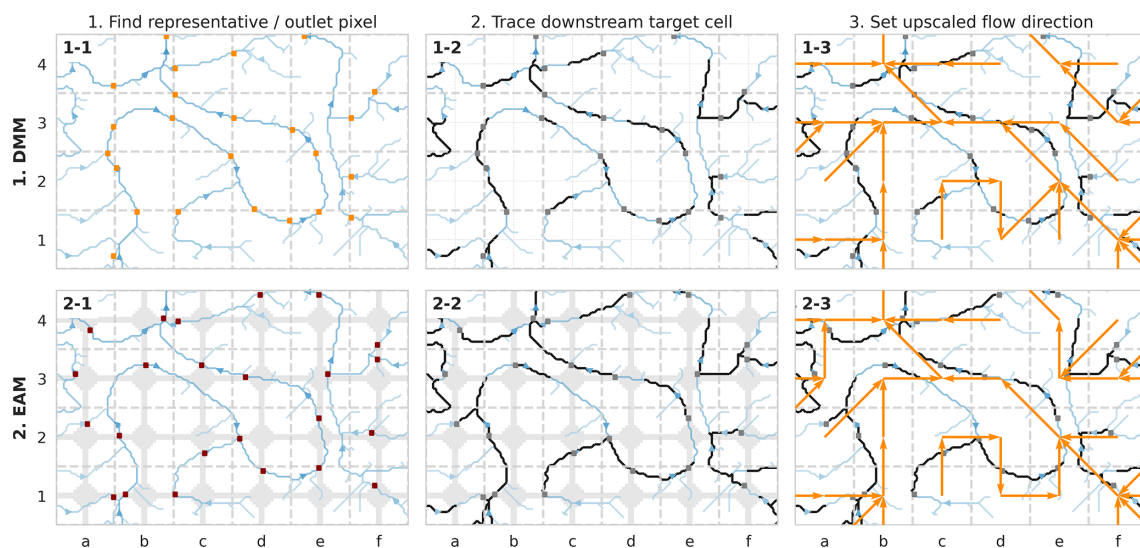 1. Find representative / outlet pixel
2. Trace downstream target cell
3. Set upscaled flow direction
1-1
1-2
1-3
4
3
2
1
1. DMM
2-1
2-2
2-3
4
3
2
1
2. EAM
a b c d e f
a b c d e f
a b c d e f